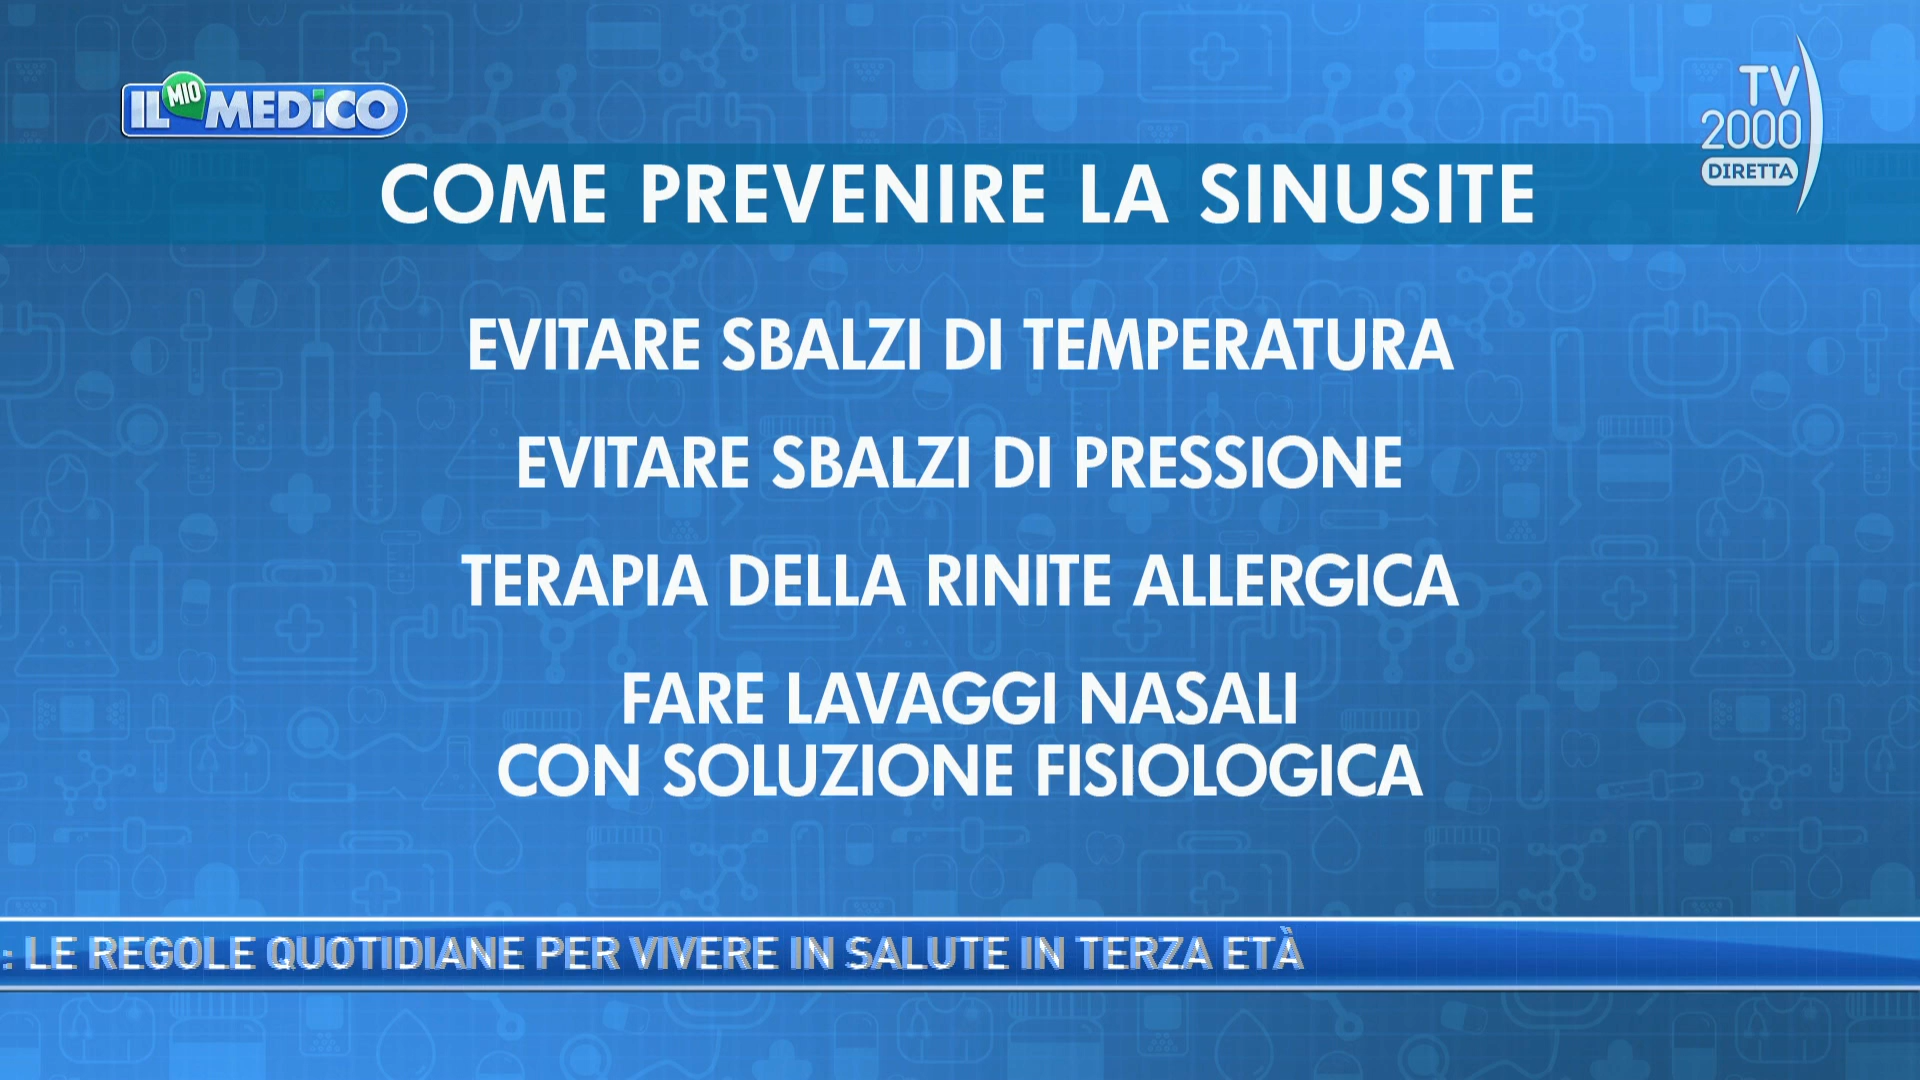 IL MIO MEDICO
TV
2000
DIRETTA
COME PREVENIRE LA SINUSITE
EVITARE SBALZI DI TEMPERATURA
EVITARE SBALZI DI PRESSIONE
TERAPIA DELLA RINITE ALLERGICA
FARE LAVAGGI NASALI
CON SOLUZIONE FISIOLOGICA
: LE REGOLE QUOTIDIANE PER VIVERE IN SALUTE IN TERZA ETÀ